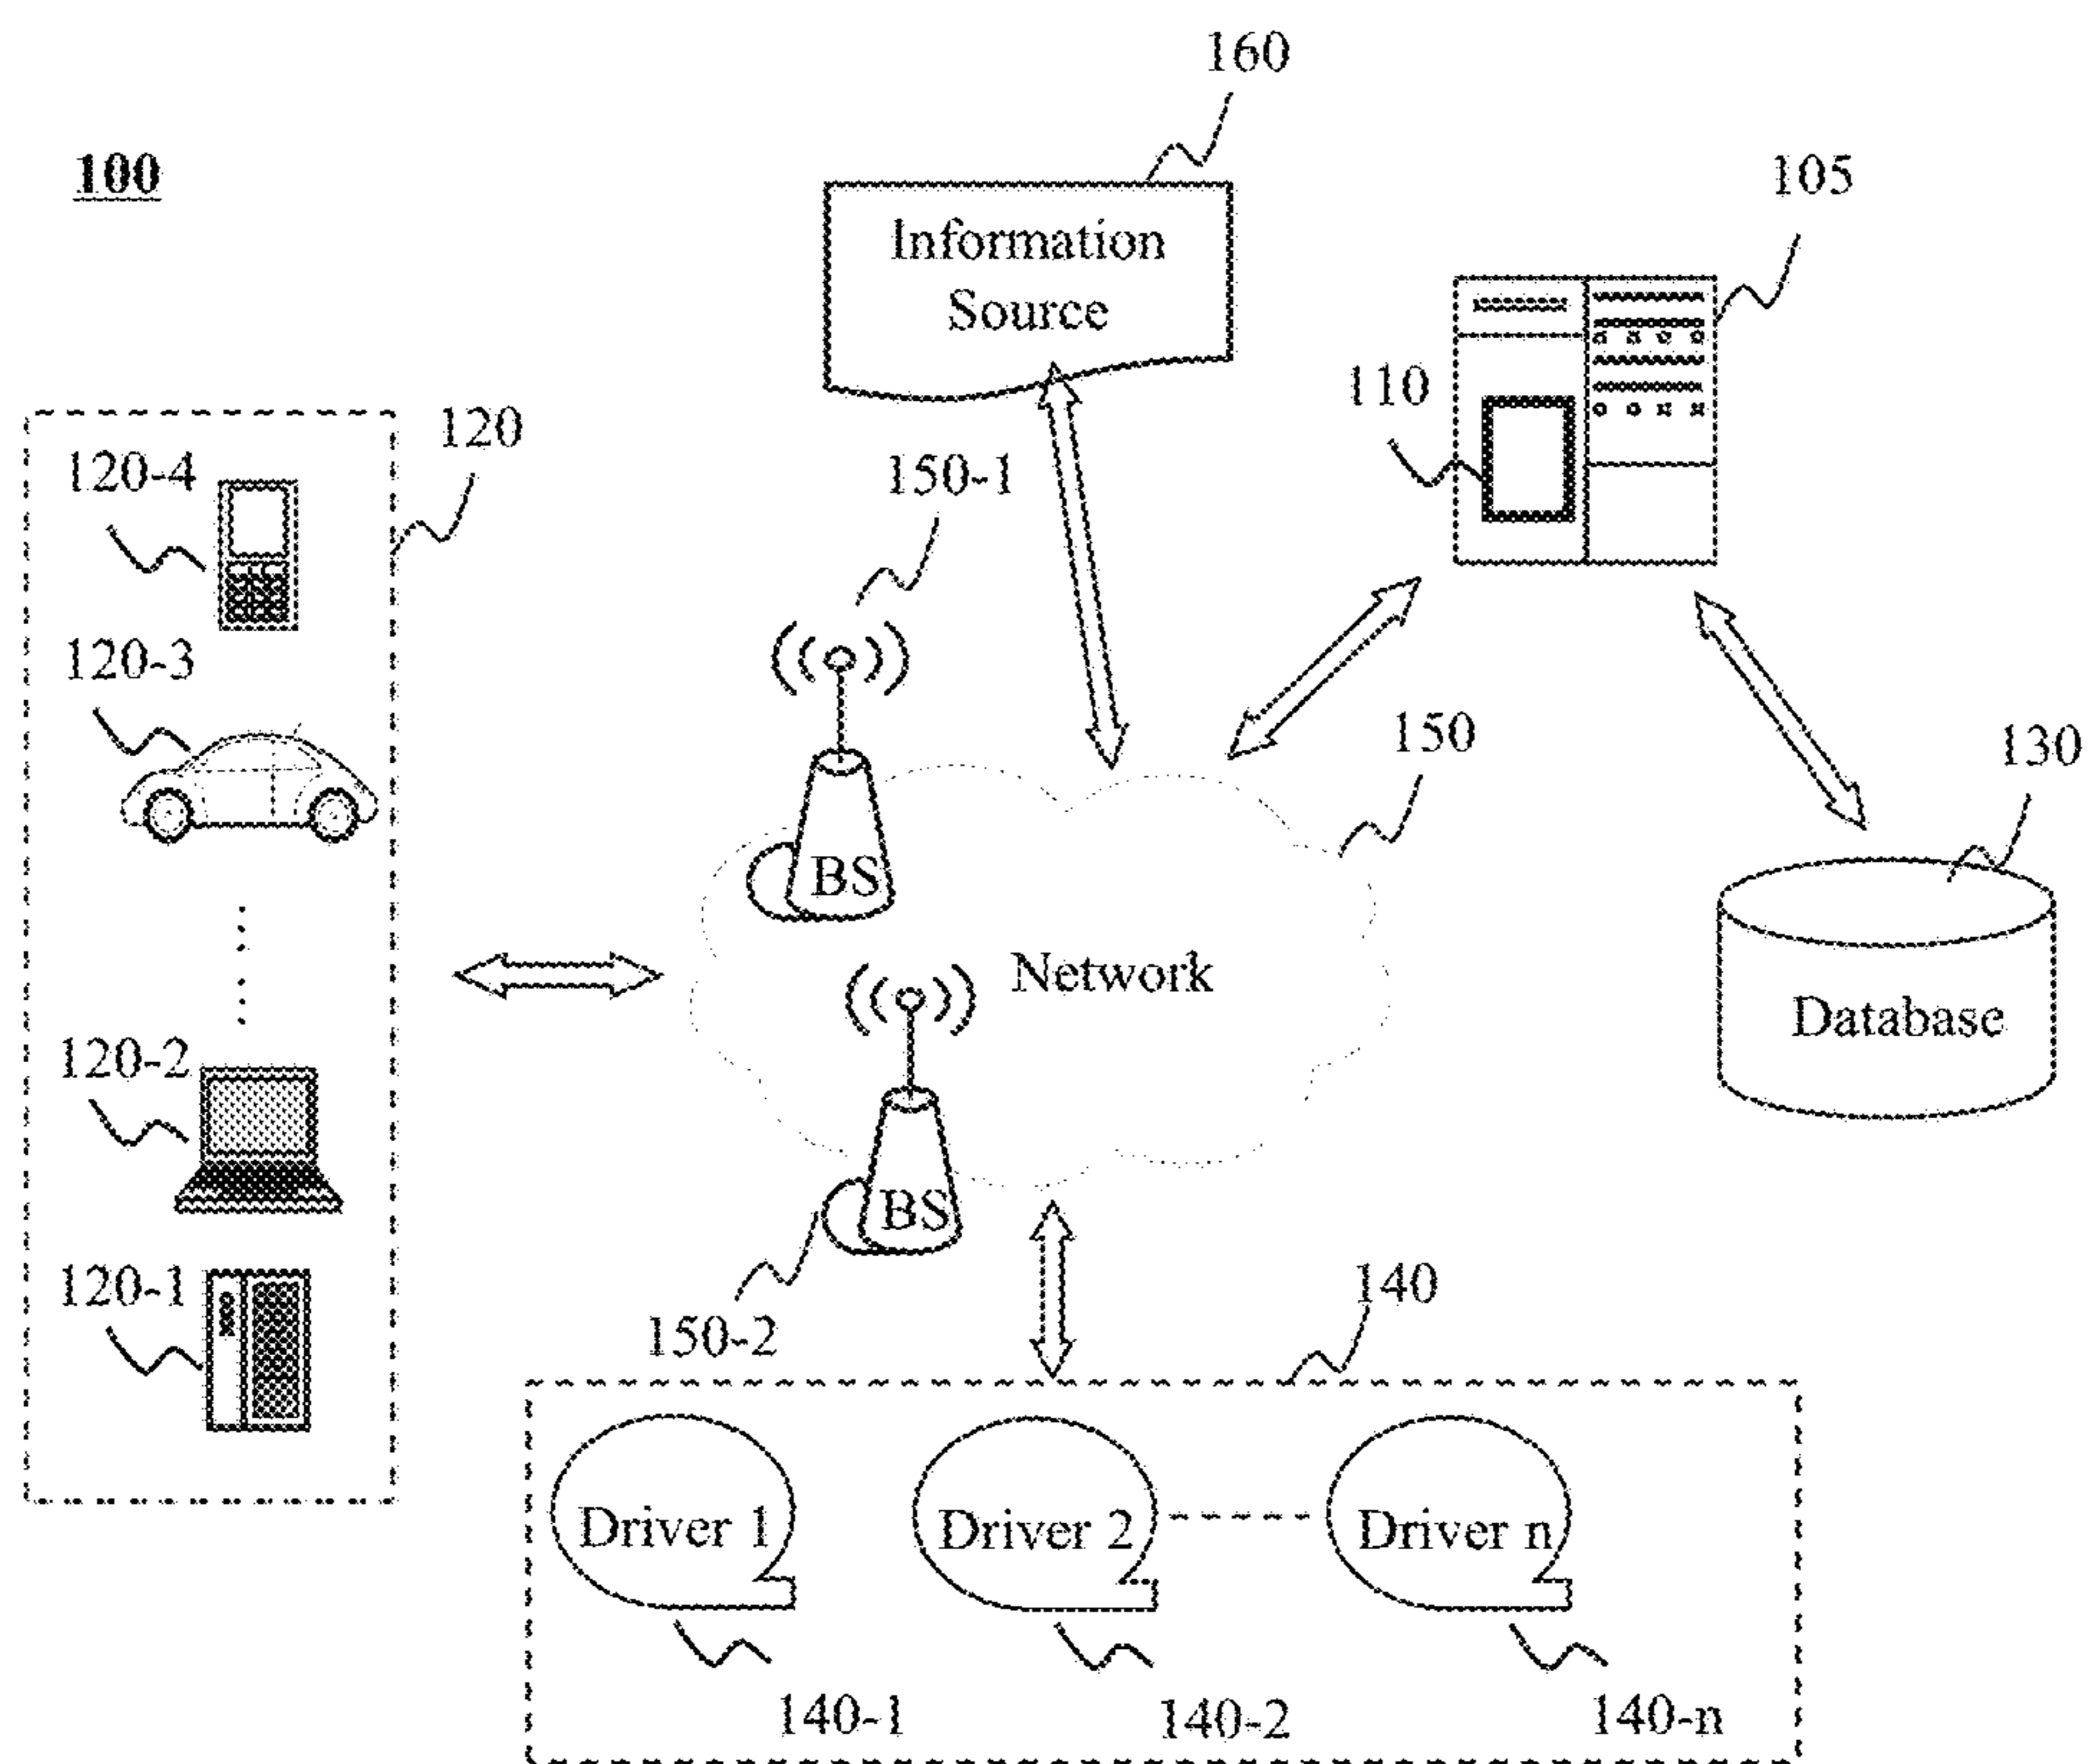 160
100
105
Information
Source
110
120
150-1
120-4
120-3
150
130
BS
Network
Database
120-2
BS
120-1
140
150-2
Driver 1
Driver 2
Driver n
140-1
140-2
140-n